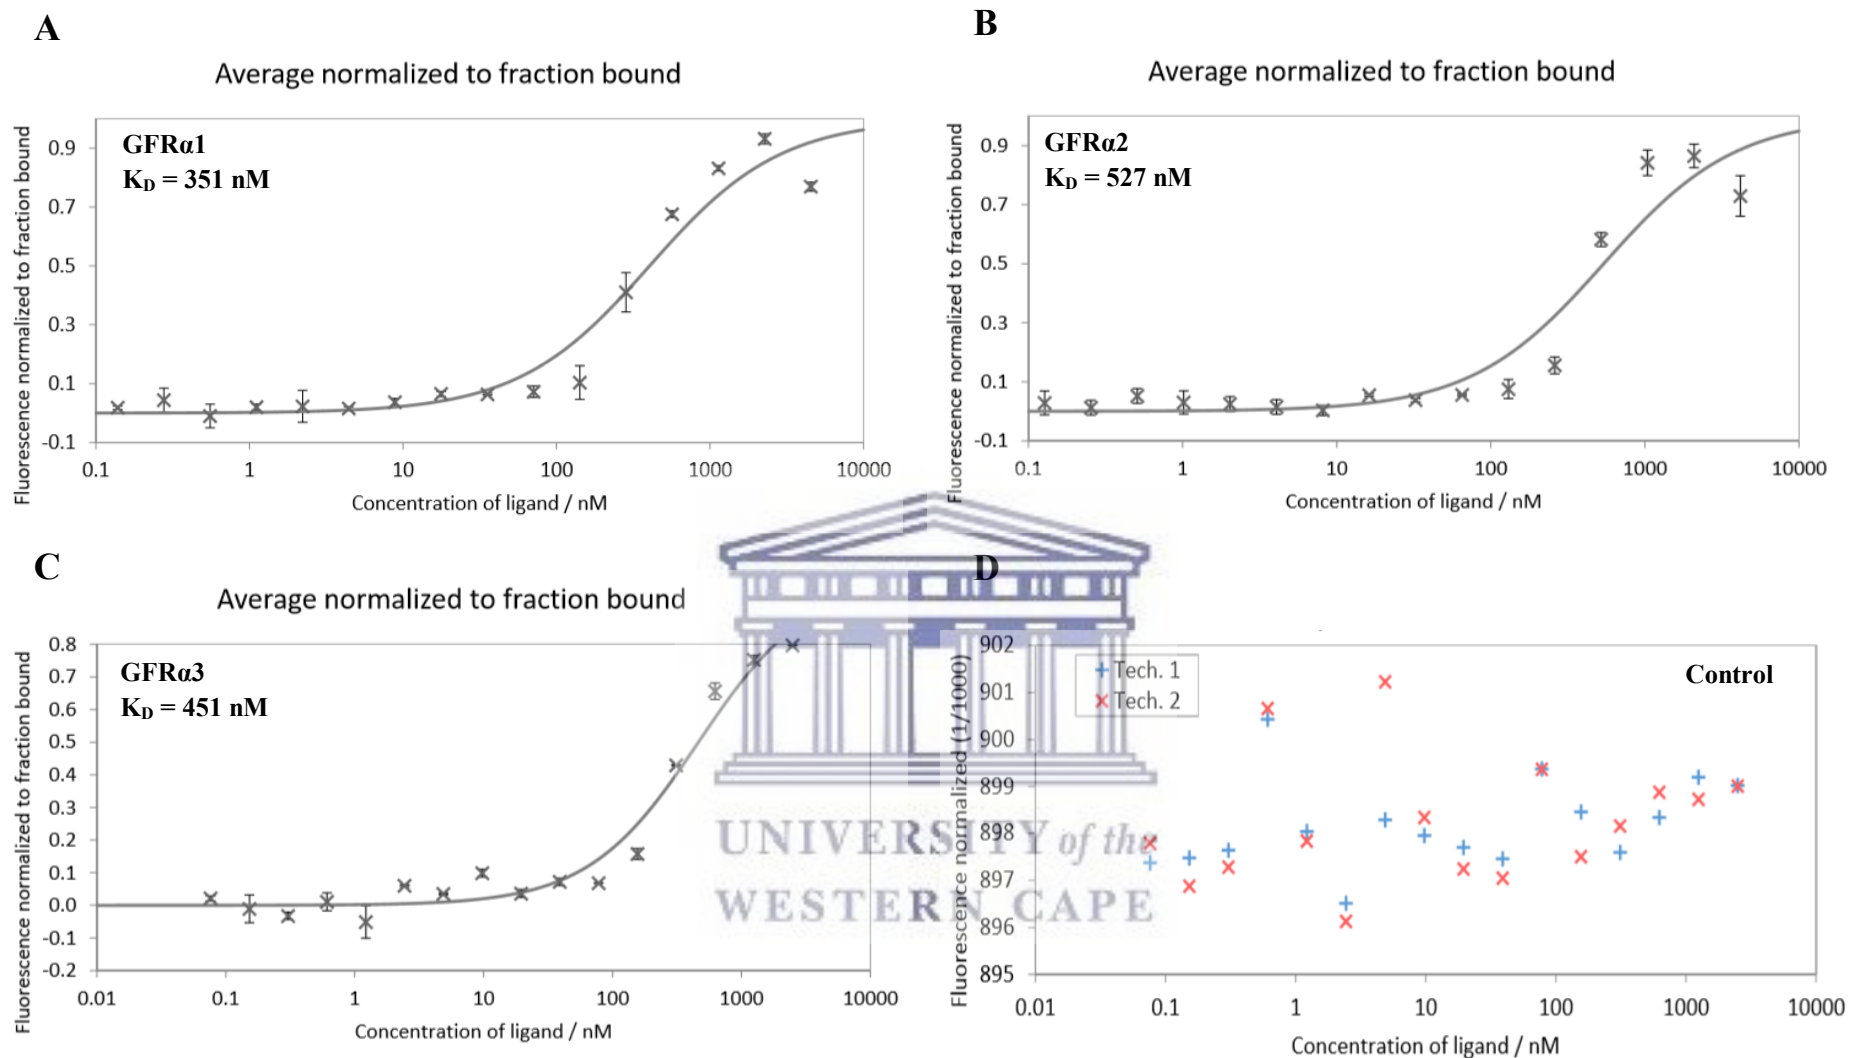 A
Average normalized to fraction bound
GFRα1
K_D = 351 nM
Fluorescence normalized to fraction bound
0.9
0.7
0.5
0.3
0.1
-0.1
0.1
1
10
100
1000
10000
Concentration of ligand / nM
B
Average normalized to fraction bound
GFRα2
K_D = 527 nM
Fluorescence normalized to fraction bound
0.9
0.7
0.5
0.3
0.1
-0.1
0.1
1
10
100
1000
10000
Concentration of ligand / nM
C
Average normalized to fraction bound
GFRα3
K_D = 451 nM
Fluorescence normalized to fraction bound
0.8
0.7
0.6
0.5
0.4
0.3
0.2
0.1
0.0
-0.1
-0.2
0.01
0.1
1
10
100
1000
10000
Concentration of ligand / nM
D
Tech. 1
Tech. 2
Control
Fluorescence normalized (1/1000)
902
901
900
899
898
897
896
895
0.01
0.1
1
10
100
1000
10000
Concentration of ligand / nM
UNIVERSITY of the
WESTERN CAPE